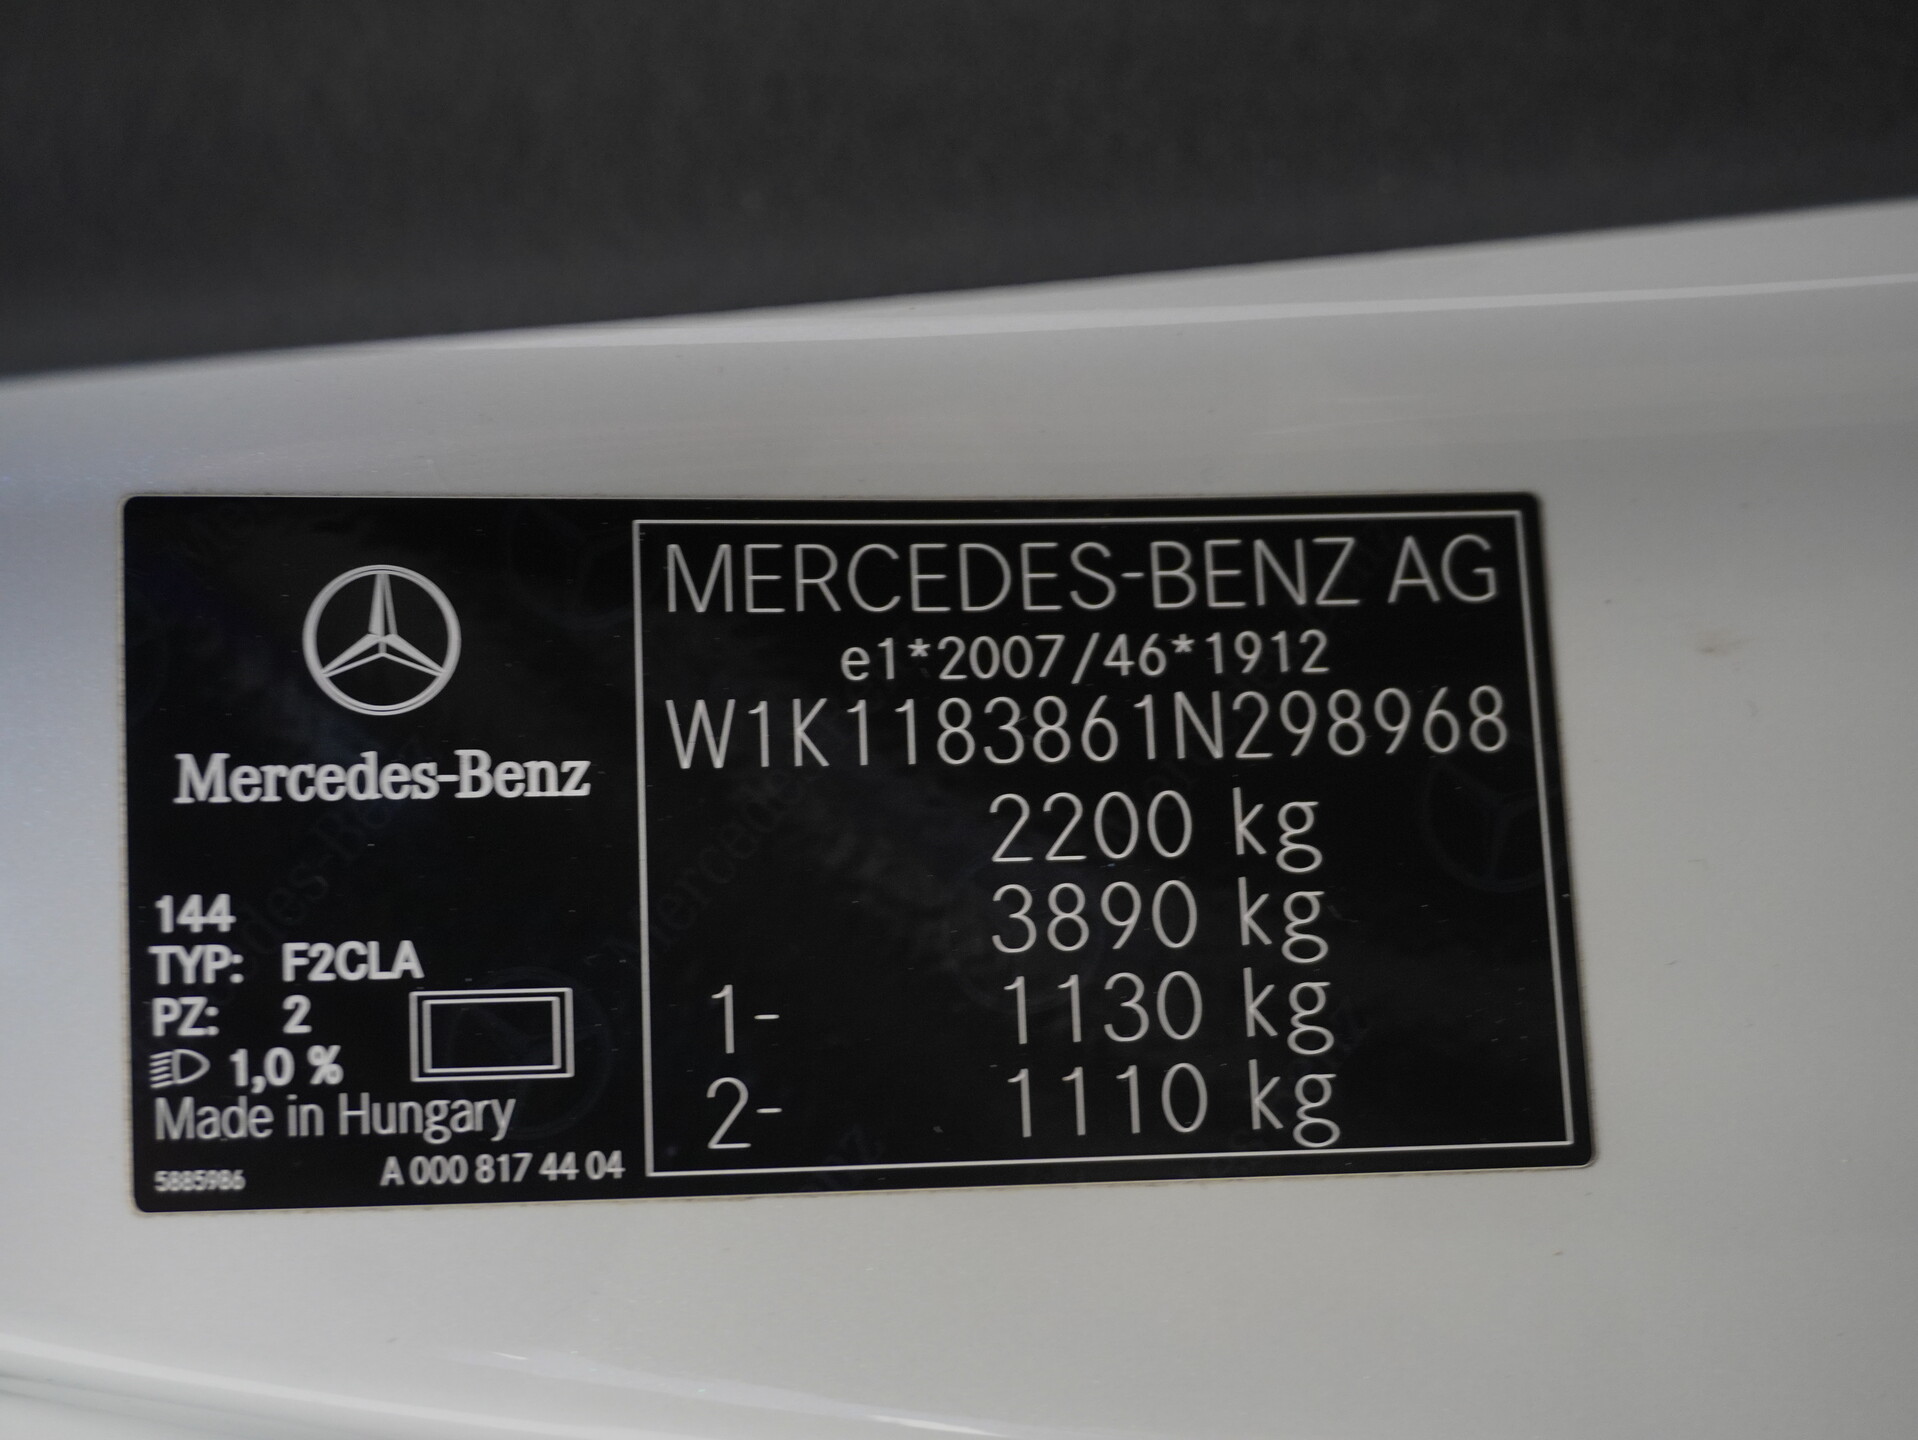 Mercedes-Benz
144
TYP: F2CLA
PZ: 2
1,0 %
Made in Hungary
5885986
A 000 817 44 04
MERCEDES-BENZ AG
e1*2007/46*1912
W1K1183861N298968
2200 kg
3890 kg
1- 1130 kg
2- 1110 kg